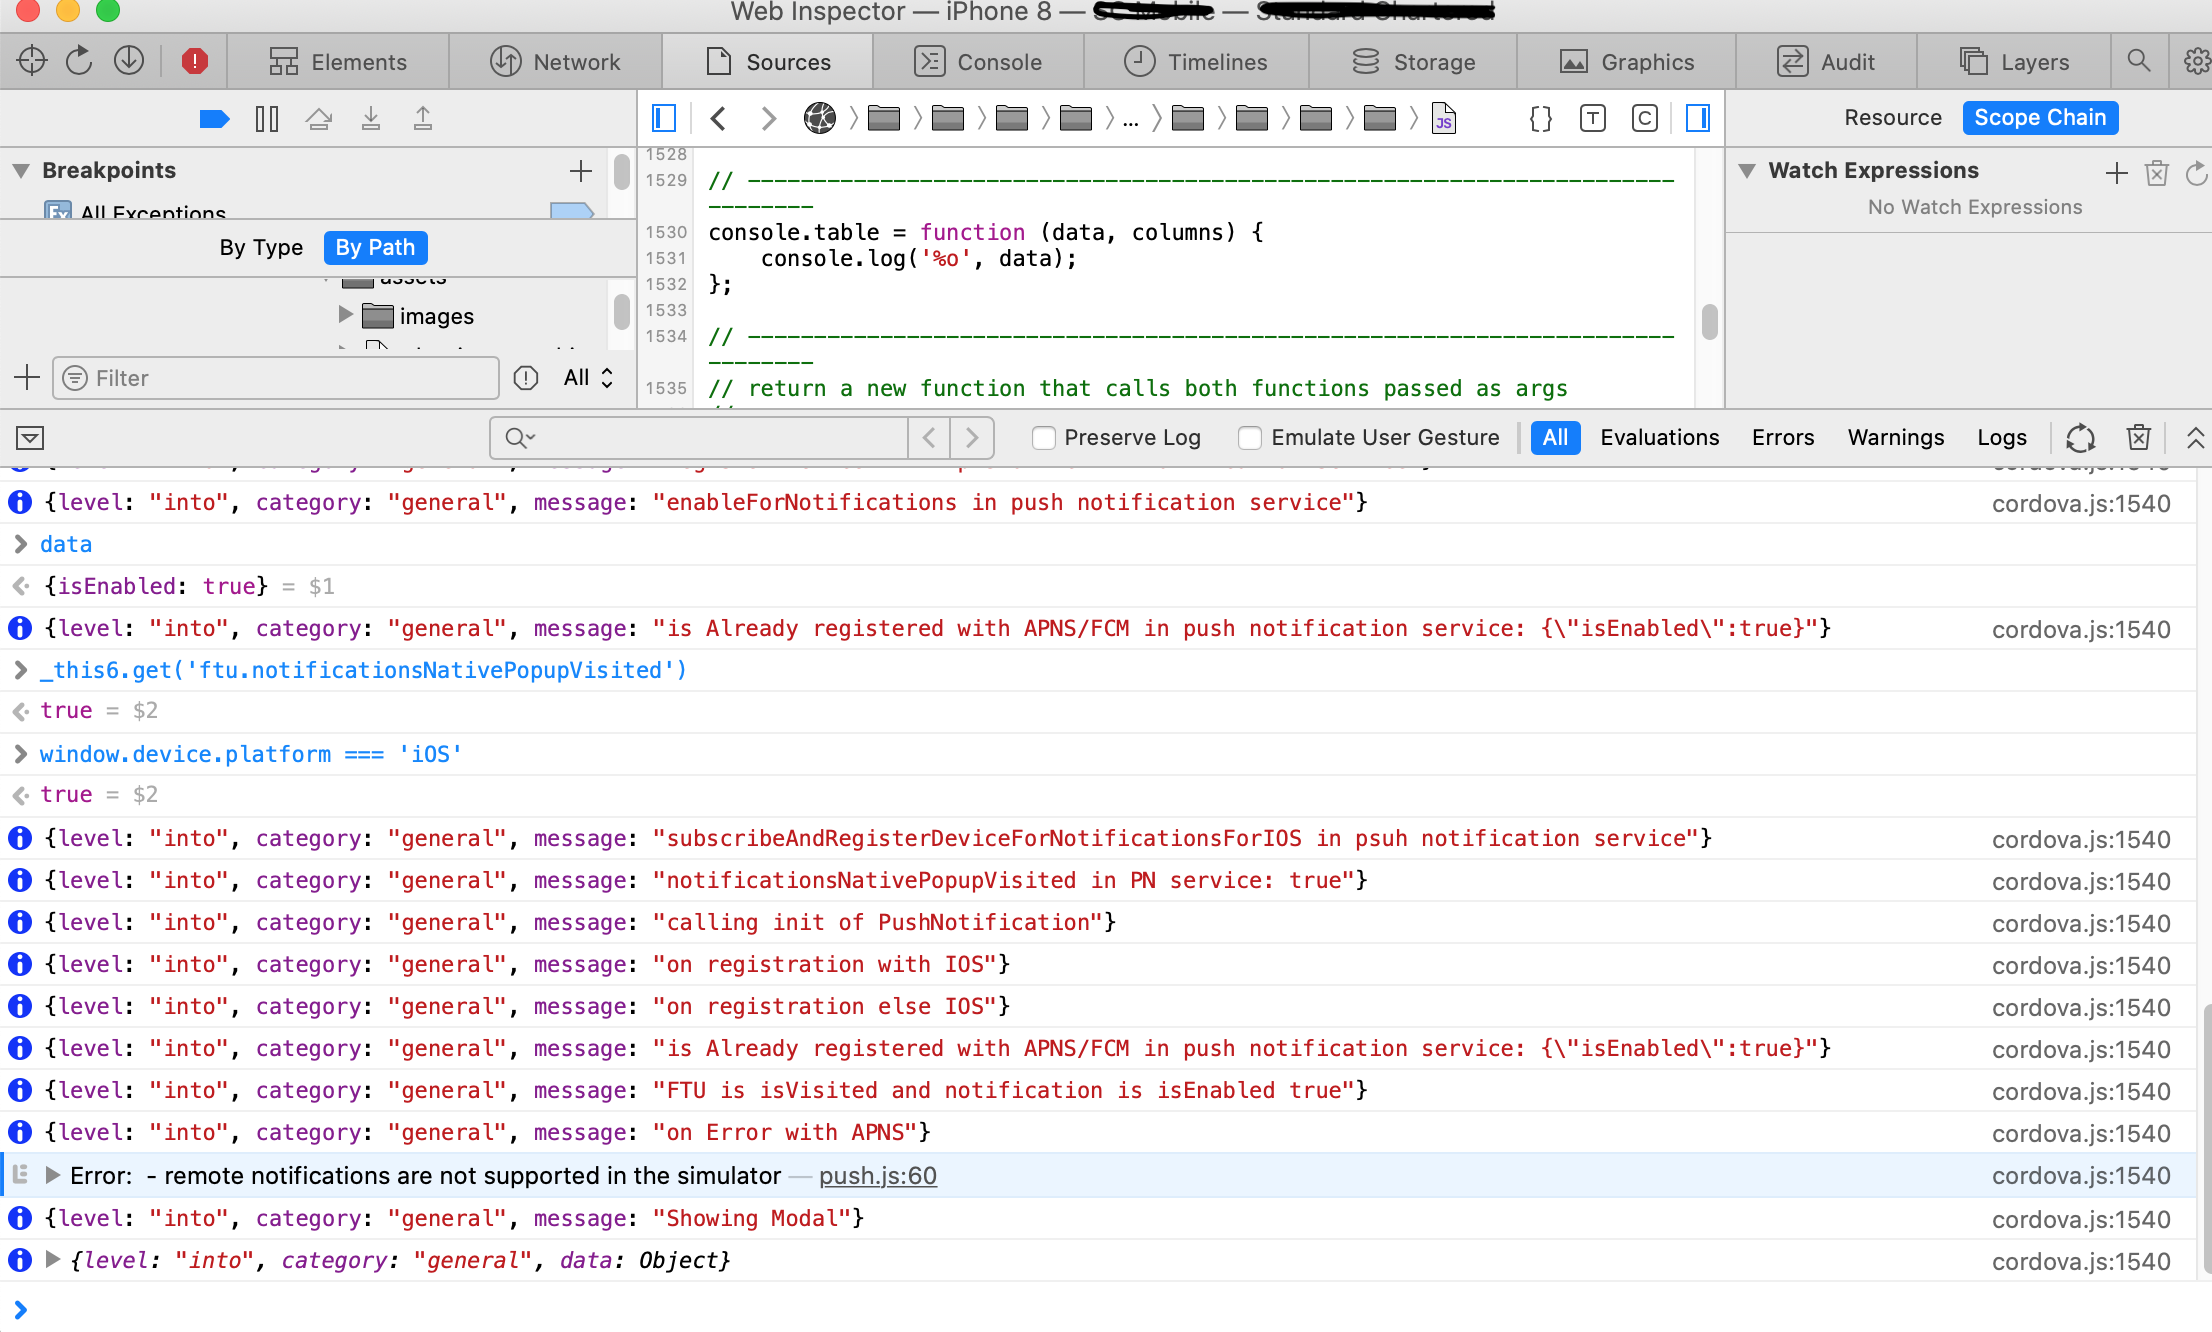 Web Inspector — iPhone 8 — — 
Elements
Network
Sources
Console
Timelines
Storage
Graphics
Audit
Layers
...
{}
T
C
JS
Resource
Scope Chain
Breakpoints
All Exceptions
By Type
By Path
assets
images
Filter
All
1528
1529 // ----------------------------------------------------------------------
--------
1530 console.table = function (data, columns) {
1531 console.log('%o', data);
1532 };
1533
1534 // ----------------------------------------------------------------------
--------
1535 // return a new function that calls both functions passed as args
Watch Expressions
No Watch Expressions
Preserve Log
Emulate User Gesture
All
Evaluations
Errors
Warnings
Logs
{level: "into", category: "general", message: "enableForNotifications in push notification service"} cordova.js:1540
data
{isEnabled: true} = $1
{level: "into", category: "general", message: "is Already registered with APNS/FCM in push notification service: {\"isEnabled\":true}"} cordova.js:1540
_this6.get('ftu.notificationsNativePopupVisited')
true = $2
window.device.platform === 'iOS'
true = $2
{level: "into", category: "general", message: "subscribeAndRegisterDeviceForNotificationsForIOS in psuh notification service"} cordova.js:1540
{level: "into", category: "general", message: "notificationsNativePopupVisited in PN service: true"} cordova.js:1540
{level: "into", category: "general", message: "calling init of PushNotification"} cordova.js:1540
{level: "into", category: "general", message: "on registration with IOS"} cordova.js:1540
{level: "into", category: "general", message: "on registration else IOS"} cordova.js:1540
{level: "into", category: "general", message: "is Already registered with APNS/FCM in push notification service: {\"isEnabled\":true}"} cordova.js:1540
{level: "into", category: "general", message: "FTU is isVisited and notification is isEnabled true"} cordova.js:1540
{level: "into", category: "general", message: "on Error with APNS"} cordova.js:1540
Error: - remote notifications are not supported in the simulator — push.js:60 cordova.js:1540
{level: "into", category: "general", message: "Showing Modal"} cordova.js:1540
{level: "into", category: "general", data: Object} cordova.js:1540